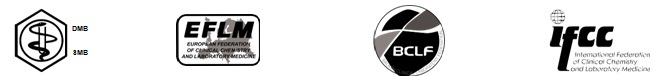 DMB
8MB
EFLM
EUROPEAN FEDERATION
OF CLINICAL CHEMISTRY
AND LABORATORY MEDICINE
BCLF
ifcc
International Federation
of Clinical Chemistry
and Laboratory Medicine